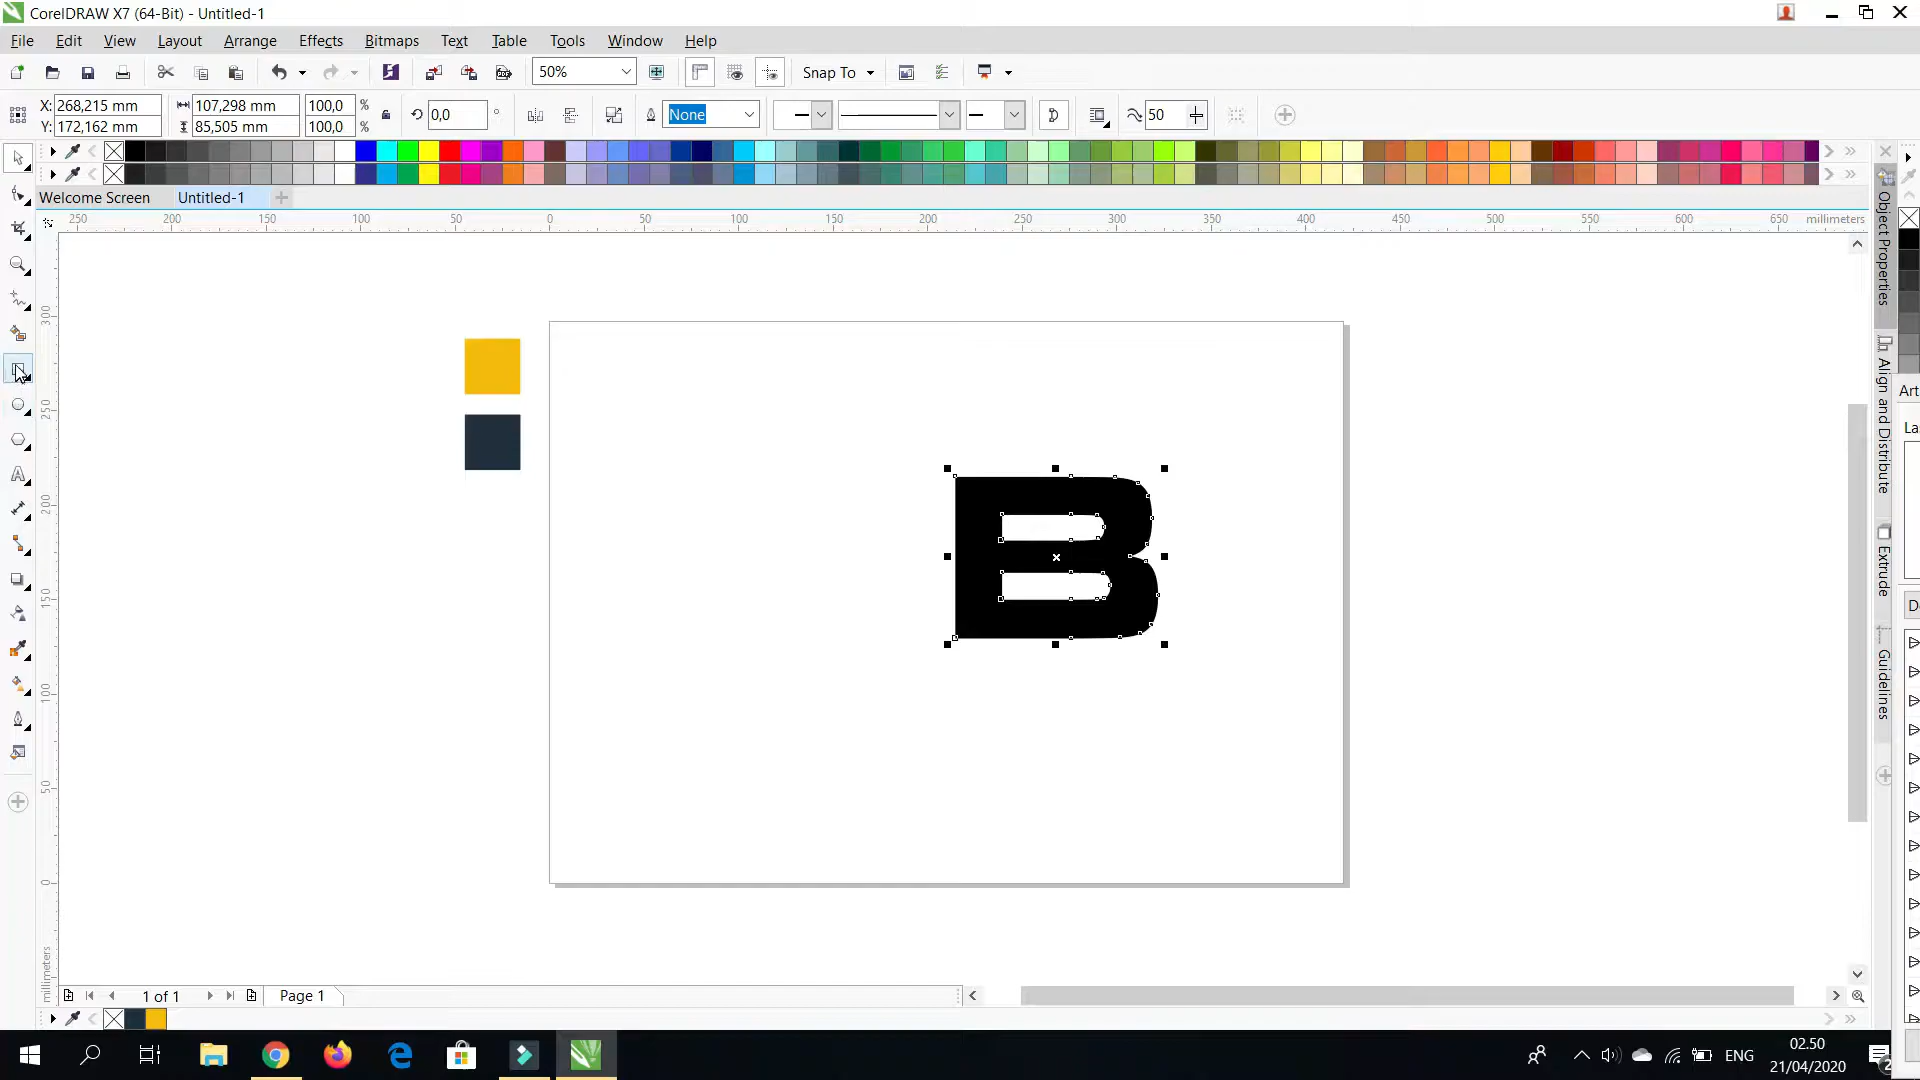 CorelDRAW X7 (64-Bit) - Untitled-1
File Edit View Layout Arrange Effects Bitmaps Text Table Tools Window Help
50% Snap To
X: 268,215 mm 107,298 mm 100,0 % 0,0 ° None 50
Y: 172,162 mm 85,505 mm 100,0 %
Welcome Screen Untitled-1
250 200 150 100 50 0 50 100 150 200 250 300 350 400 450 500 550 600 650 millimeters
300
250
200
150
100
50
0
millimeters
B
Object Properties
Align and Distribute
Extrude
Guidelines
Art
La
D
1 of 1 Page 1
ENG
02.50
21/04/2020
2